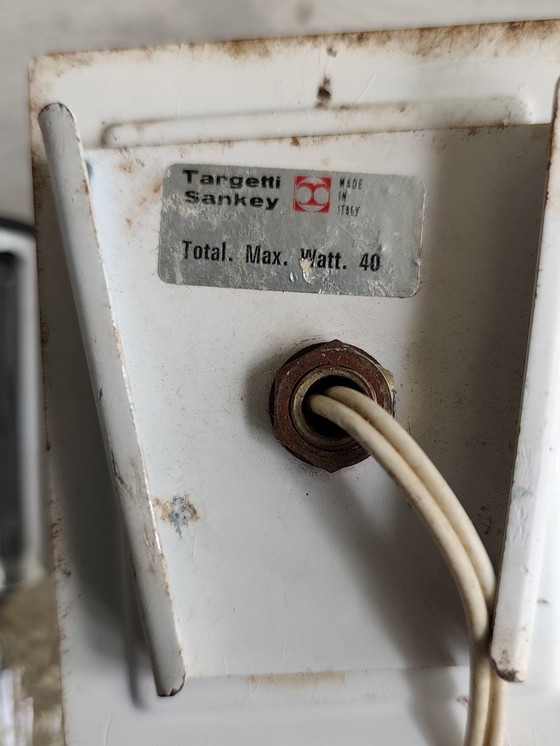 Targetti
Sankey
MADE
IN
ITALY
Total. Max. Watt. 40